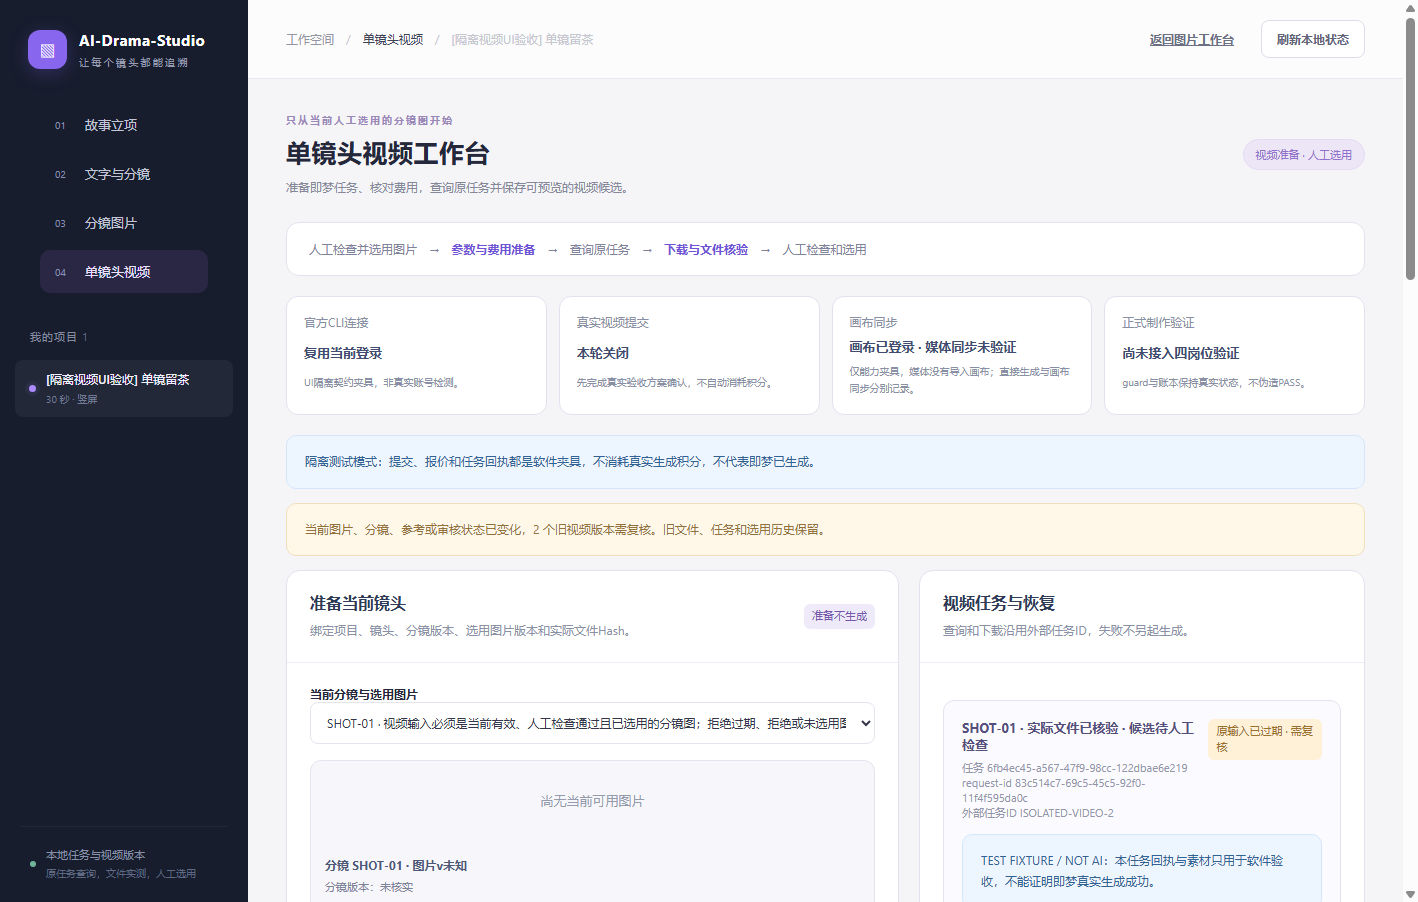 AI-Drama-Studio
让每个镜头都能追溯
01 故事立项
02 文字与分镜
03 分镜图片
04 单镜头视频
我的项目 1
[隔离视频UI验收] 单镜留茶
30 秒 · 竖屏
本地任务与视频版本
原任务查询，文件实测，人工选用
工作空间 / 单镜头视频 / [隔离视频UI验收] 单镜留茶
返回图片工作台
刷新本地状态
只从当前人工选用的分镜图开始
单镜头视频工作台
准备即梦任务、核对费用，查询原任务并保存可预览的视频候选。
视频准备 · 人工选用
人工检查并选用图片 → 参数与费用准备 → 查询原任务 → 下载与文件核验 → 人工检查和选用
官方CLI连接
复用当前登录
UI隔离契约夹具，非真实账号检测。
真实视频提交
本轮关闭
先完成真实验收方案确认，不自动消耗积分。
画布同步
画布已登录 · 媒体同步未验证
仅能力夹具，媒体没有导入画布；直接生成与画布
同步分别记录。
正式制作验证
尚未接入四岗位验证
guard与账本保持真实状态，不伪造PASS。
隔离测试模式：提交、报价和任务回执都是软件夹具，不消耗真实生成积分，不代表即梦已生成。
当前图片、分镜、参考或审核状态已变化，2 个旧视频版本需复核。旧文件、任务和选用历史保留。
准备当前镜头
绑定项目、镜头、分镜版本、选用图片版本和实际文件Hash。
准备不生成
当前分镜与选用图片
SHOT-01 · 视频输入必须是当前有效、人工检查通过且已选用的分镜图；拒绝过期、拒绝或未选用图
尚无当前可用图片
分镜 SHOT-01 · 图片v未知
分镜版本：未核实
视频任务与恢复
查询和下载沿用外部任务ID，失败不另起生成。
SHOT-01 · 实际文件已核验 · 候选待人工
检查
原输入已过期 · 需复
核
任务 6fb4ec45-a567-47f9-98cc-122dbae6e219
request-id 83c514c7-69c5-45c5-92f0-
11f4f595da0c
外部任务ID ISOLATED-VIDEO-2
TEST FIXTURE / NOT AI：本任务回执与素材只用于软件验
收，不能证明即梦真实生成成功。